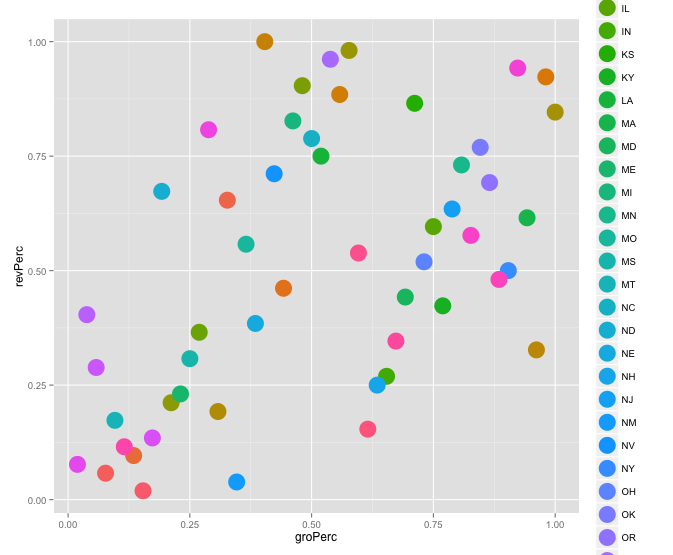 1.00
0.75
0.50
0.25
0.00
revPerc
0.00 0.25 0.50 0.75 1.00
groPerc
IL
IN
KS
KY
LA
MA
MD
ME
MI
MN
MO
MS
MT
NC
ND
NE
NH
NJ
NM
NV
NY
OH
OK
OR